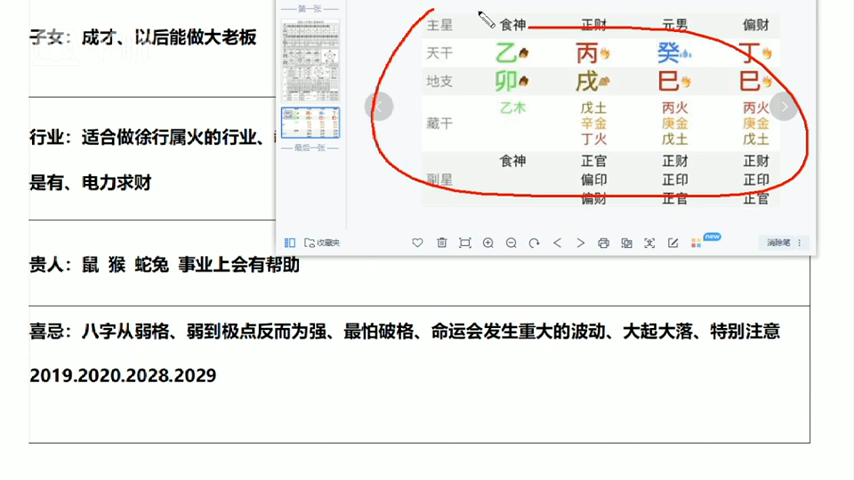 第一张
主星 食神 正财 元男 偏财
天干 乙 丙 癸 丁
地支 卯 戌 巳 巳
乙木 戊土 丙火 丙火
藏干 辛金 庚金 庚金
丁火 戊土 戊土
食神 正官 正财 正财
副星 偏印 正印 正印
偏财 正官 正官
最后一张
收藏夹
new
消除笔
子女：成才、以后能做大老板
行业：适合做徐行属火的行业、
是有、电力求财
贵人：鼠 猴 蛇兔 事业上会有帮助
喜忌：八字从弱格、弱到极点反而为强、最怕破格、命运会发生重大的波动、大起大落、特别注意
2019.2020.2028.2029